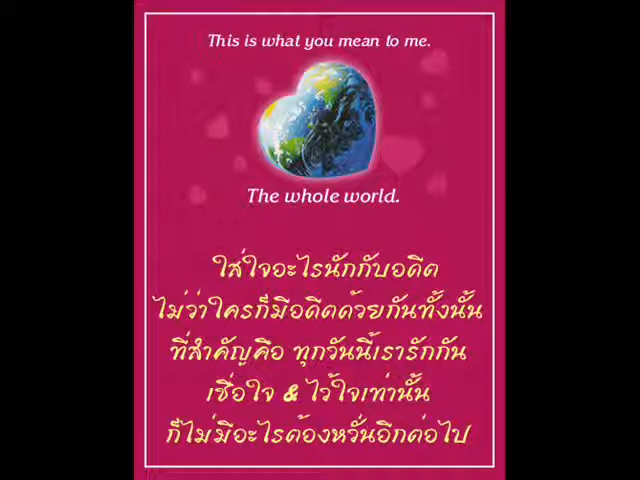 This is what you mean to me.
The whole world.
ใส่ใจอะไรนักกับอดีต
ไม่ว่าใครก็มีอดีตด้วยกันทั้งนั้น
ที่สำคัญคือ ทุกวันนี้เรารักกัน
เชื่อใจ & ไว้ใจเท่านั้น
ก็ไม่มีอะไรต้องหวั่นอีกต่อไป